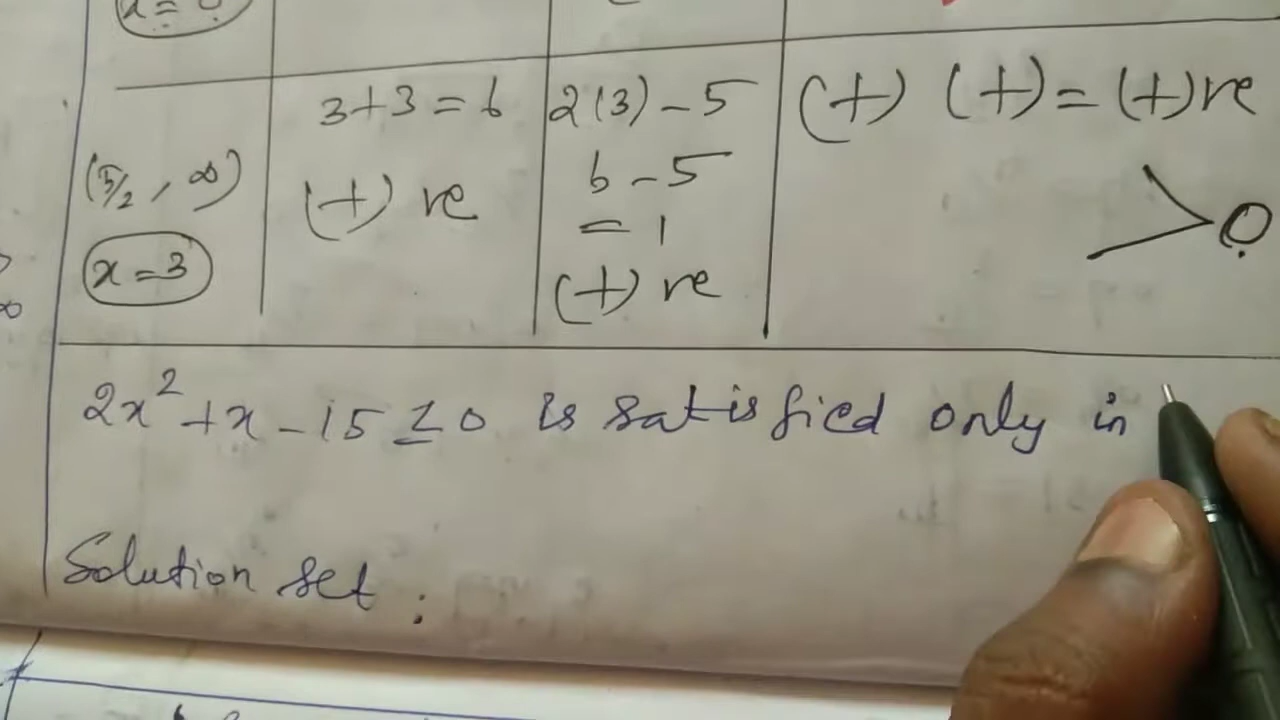 x = 0
3+3 = 6 2(3) - 5 (+) (+) = (+)ve
(5/2, ∞) (+) ve 6 - 5 > 0
x = 3 = 1
(+) ve
2x² + x - 15 ≤ 0 is satisfied only in
Solution set :